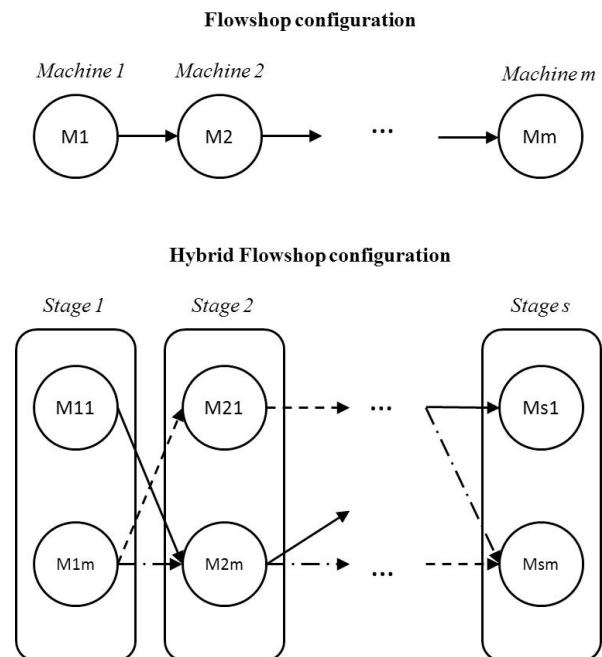 Flowshop configuration
Machine 1 Machine 2 Machine m
M1 M2 ... Mm
Hybrid Flowshop configuration
Stage 1 Stage 2 Stage s
M11 M21 ... Ms1
M1m M2m ... Msm